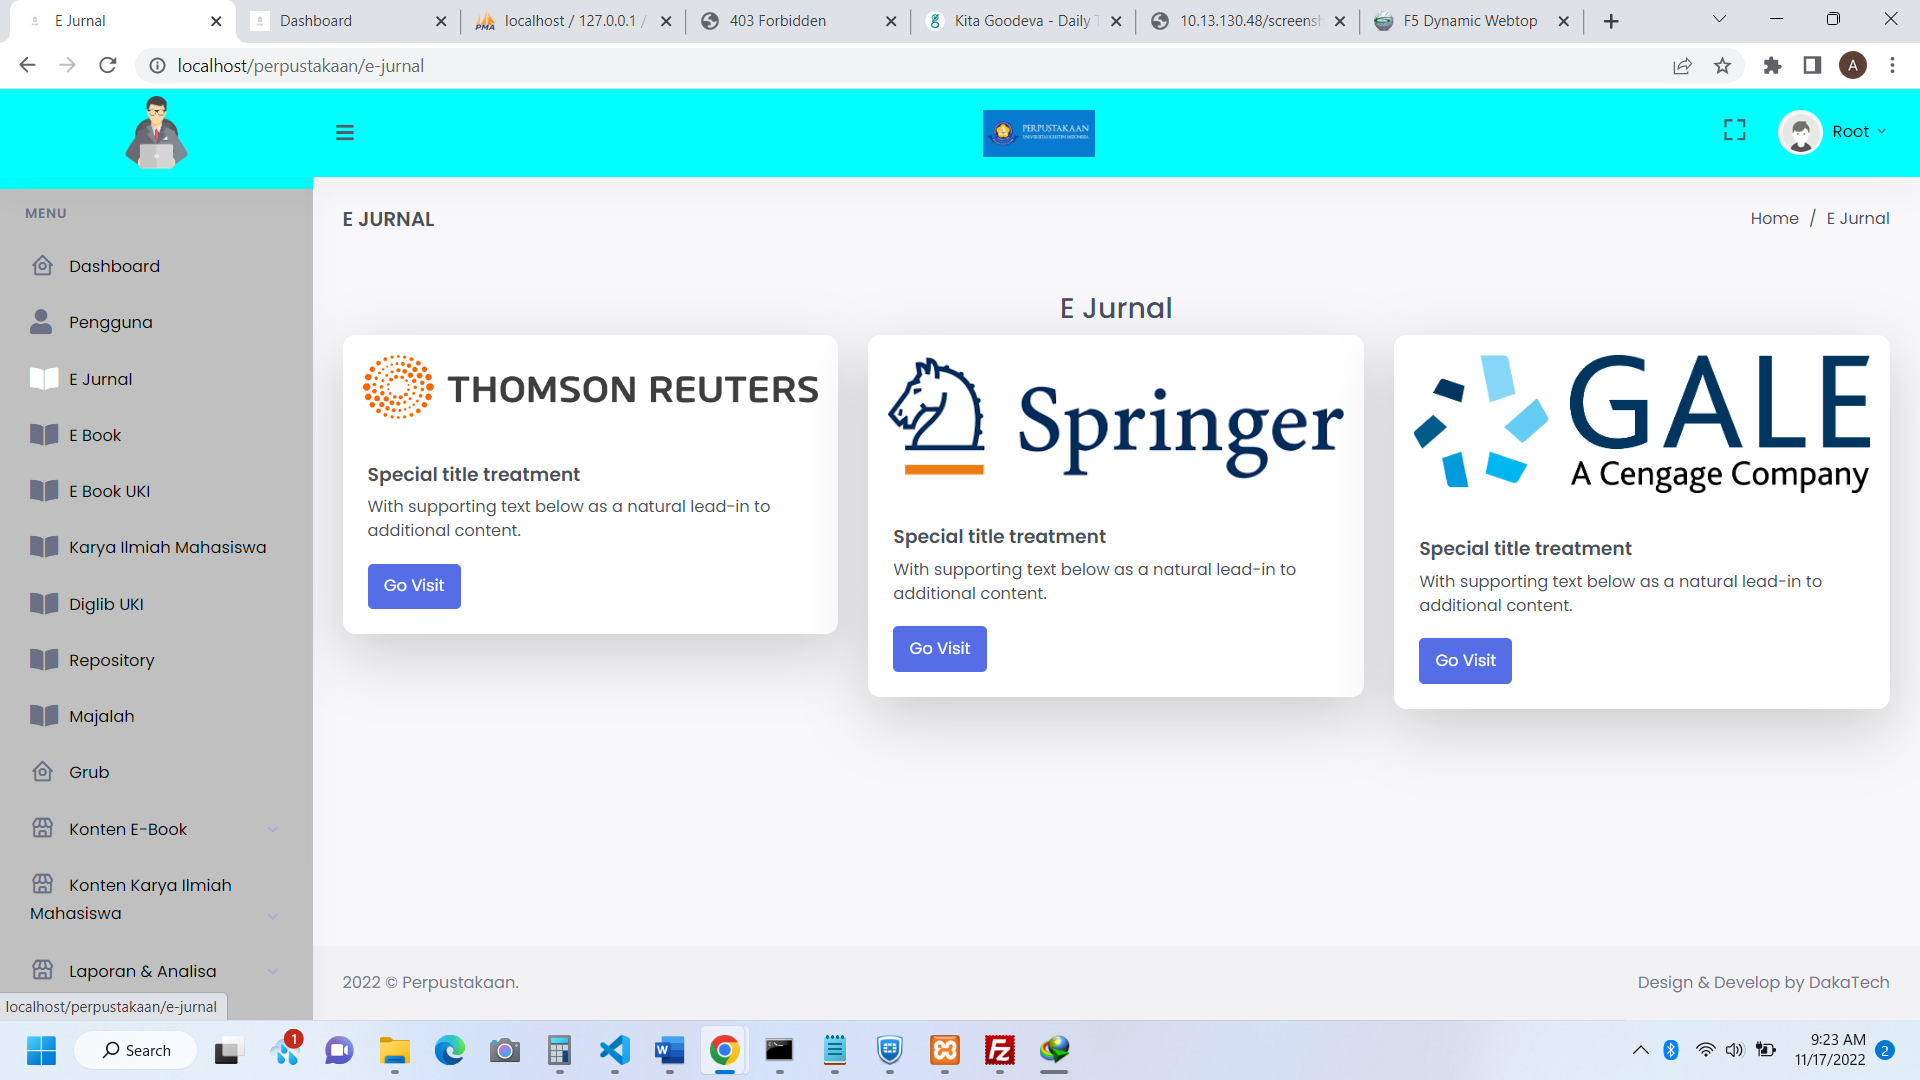 E Jurnal
Dashboard
localhost / 127.0.0.1 /
403 Forbidden
Kita Goodeva - Daily T
10.13.130.48/screensh
F5 Dynamic Webtop
localhost/perpustakaan/e-jurnal
A
PERPUSTAKAAN
UNIVERSITAS KRISTEN INDONESIA
Root
MENU
E JURNAL
Home / E Jurnal
Dashboard
Pengguna
E Jurnal
E Book
E Book UKI
Karya Ilmiah Mahasiswa
Diglib UKI
Repository
Majalah
Grub
Konten E-Book
Konten Karya Ilmiah
Mahasiswa
Laporan & Analisa
E Jurnal
THOMSON REUTERS
Special title treatment
With supporting text below as a natural lead-in to
additional content.
Go Visit
Springer
Special title treatment
With supporting text below as a natural lead-in to
additional content.
Go Visit
GALE
A Cengage Company
Special title treatment
With supporting text below as a natural lead-in to
additional content.
Go Visit
2022 © Perpustakaan.
Design & Develop by DakaTech
localhost/perpustakaan/e-jurnal
Search
1
9:23 AM
11/17/2022
2